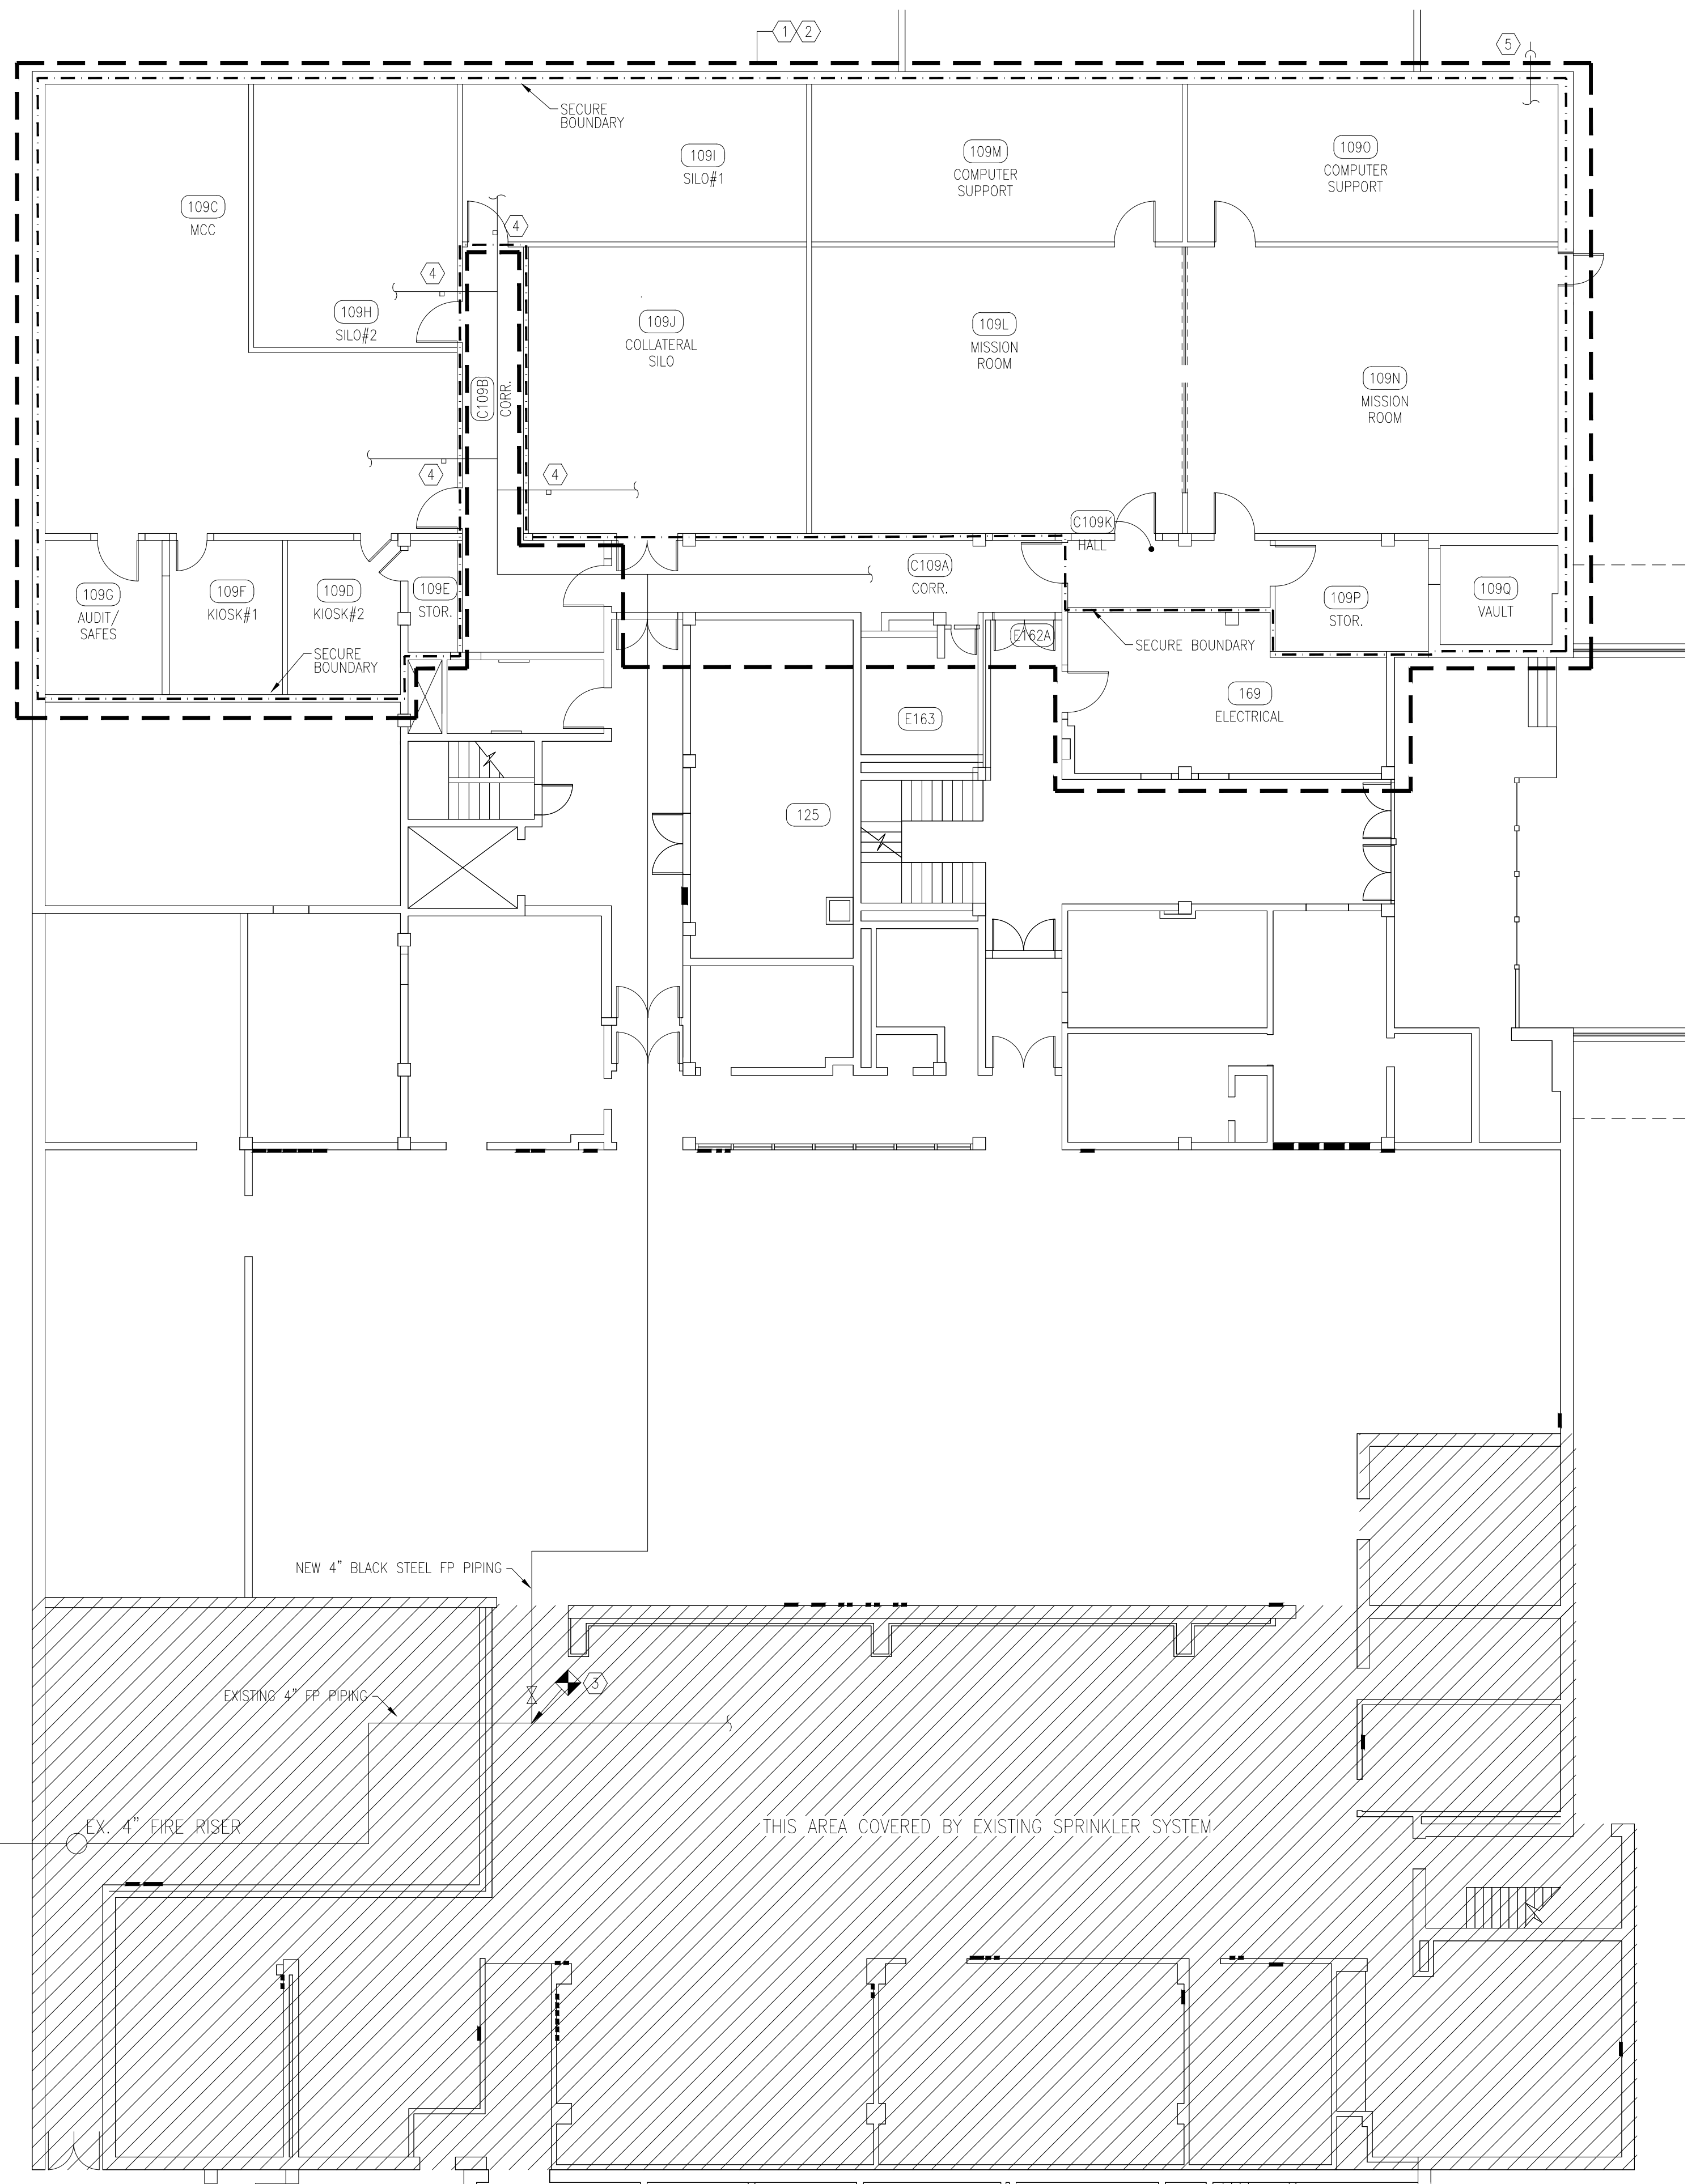 1 2
5
SECURE
BOUNDARY
109I
SILO#1
109M
COMPUTER
SUPPORT
109O
COMPUTER
SUPPORT
109C
MCC
4
4
109H
SILO#2
109J
COLLATERAL
SILO
109L
MISSION
ROOM
109N
MISSION
ROOM
C109B
CORR.
4
4
C109K
HALL
C109A
CORR.
109G
AUDIT/
SAFES
109F
KIOSK#1
109D
KIOSK#2
109E
STOR.
109P
STOR.
109Q
VAULT
E162A
SECURE BOUNDARY
SECURE
BOUNDARY
169
ELECTRICAL
E163
125
NEW 4" BLACK STEEL FP PIPING
3
EXISTING 4" FP PIPING
EX. 4" FIRE RISER
THIS AREA COVERED BY EXISTING SPRINKLER SYSTEM